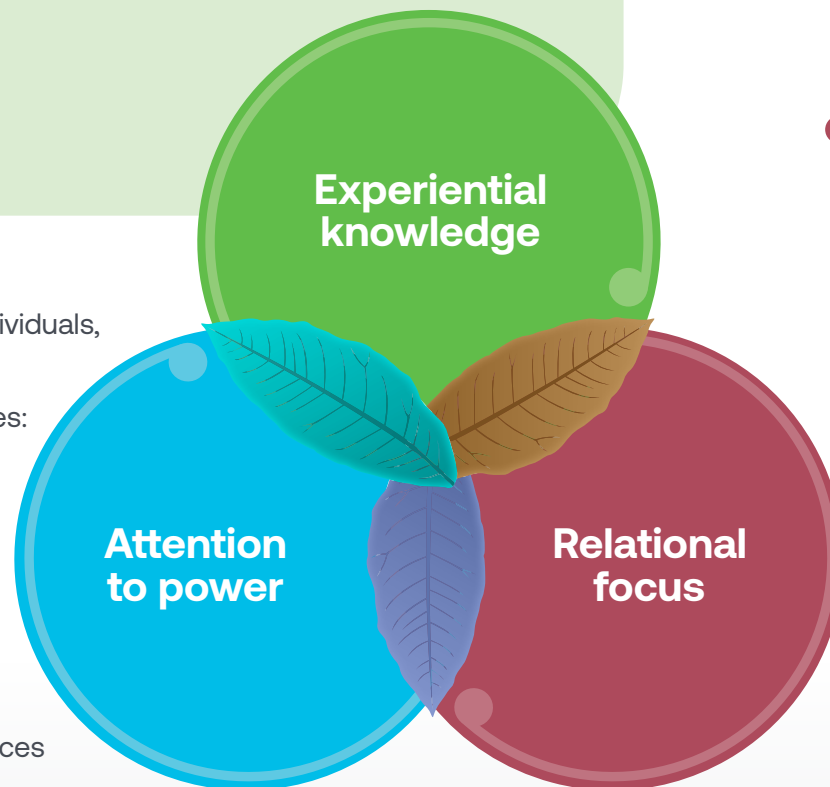 Experiential
knowledge
ividuals,
es:
Attention
to power
Relational
focus
ces